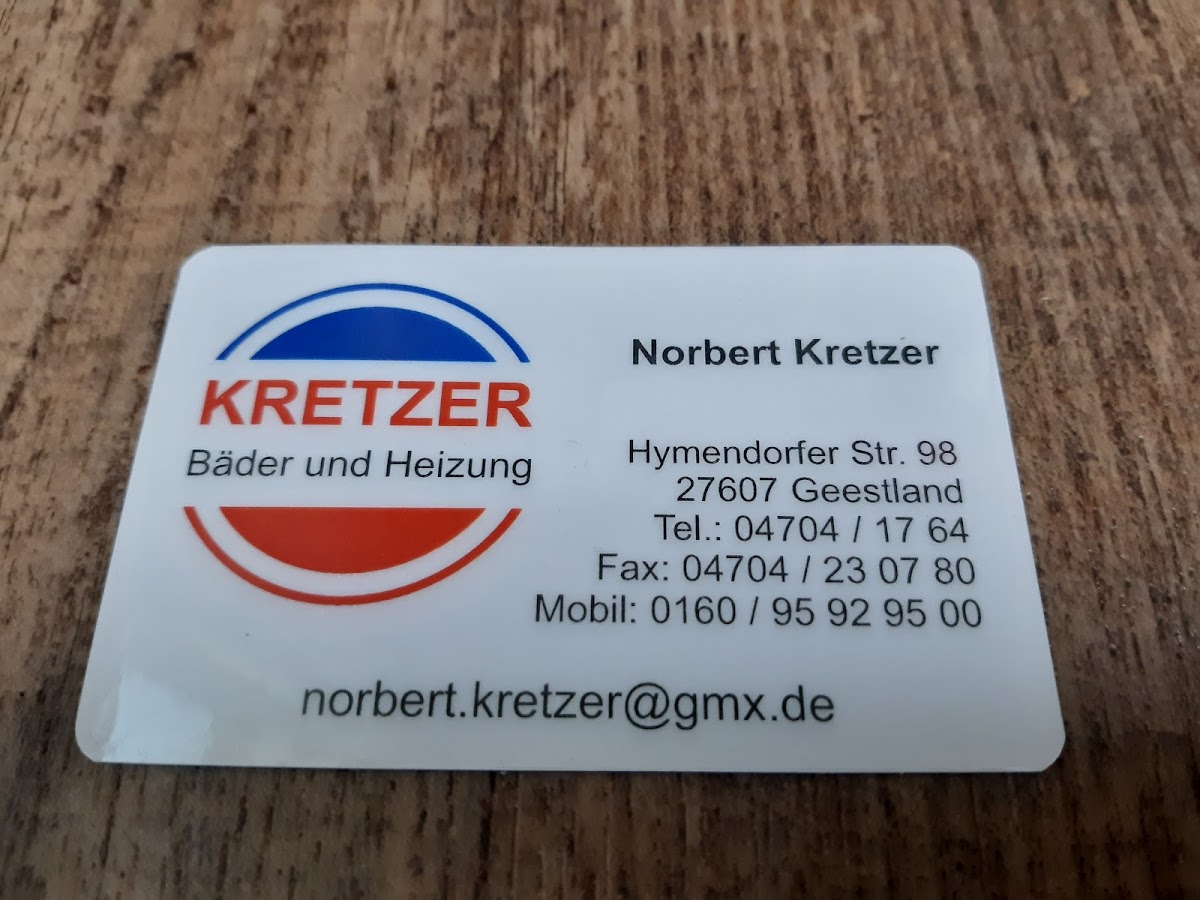 KRETZER
Bäder und Heizung
Norbert Kretzer
Hymendorfer Str. 98
27607 Geestland
Tel.: 04704 / 17 64
Fax: 04704 / 23 07 80
Mobil: 0160 / 95 92 95 00
norbert.kretzer@gmx.de